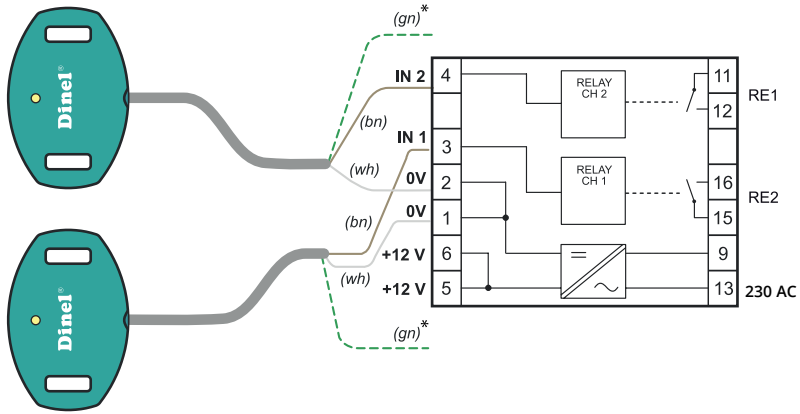 (gn)*
Dinel®
IN 2
4
RELAY
CH 2
11
RE1
12
(bn)
IN 1
3
(wh)
0V
2
RELAY
CH 1
16
RE2
(bn)
0V
1
15
(wh)
+12 V
6
9
Dinel®
+12 V
5
13
230 AC
(gn)*